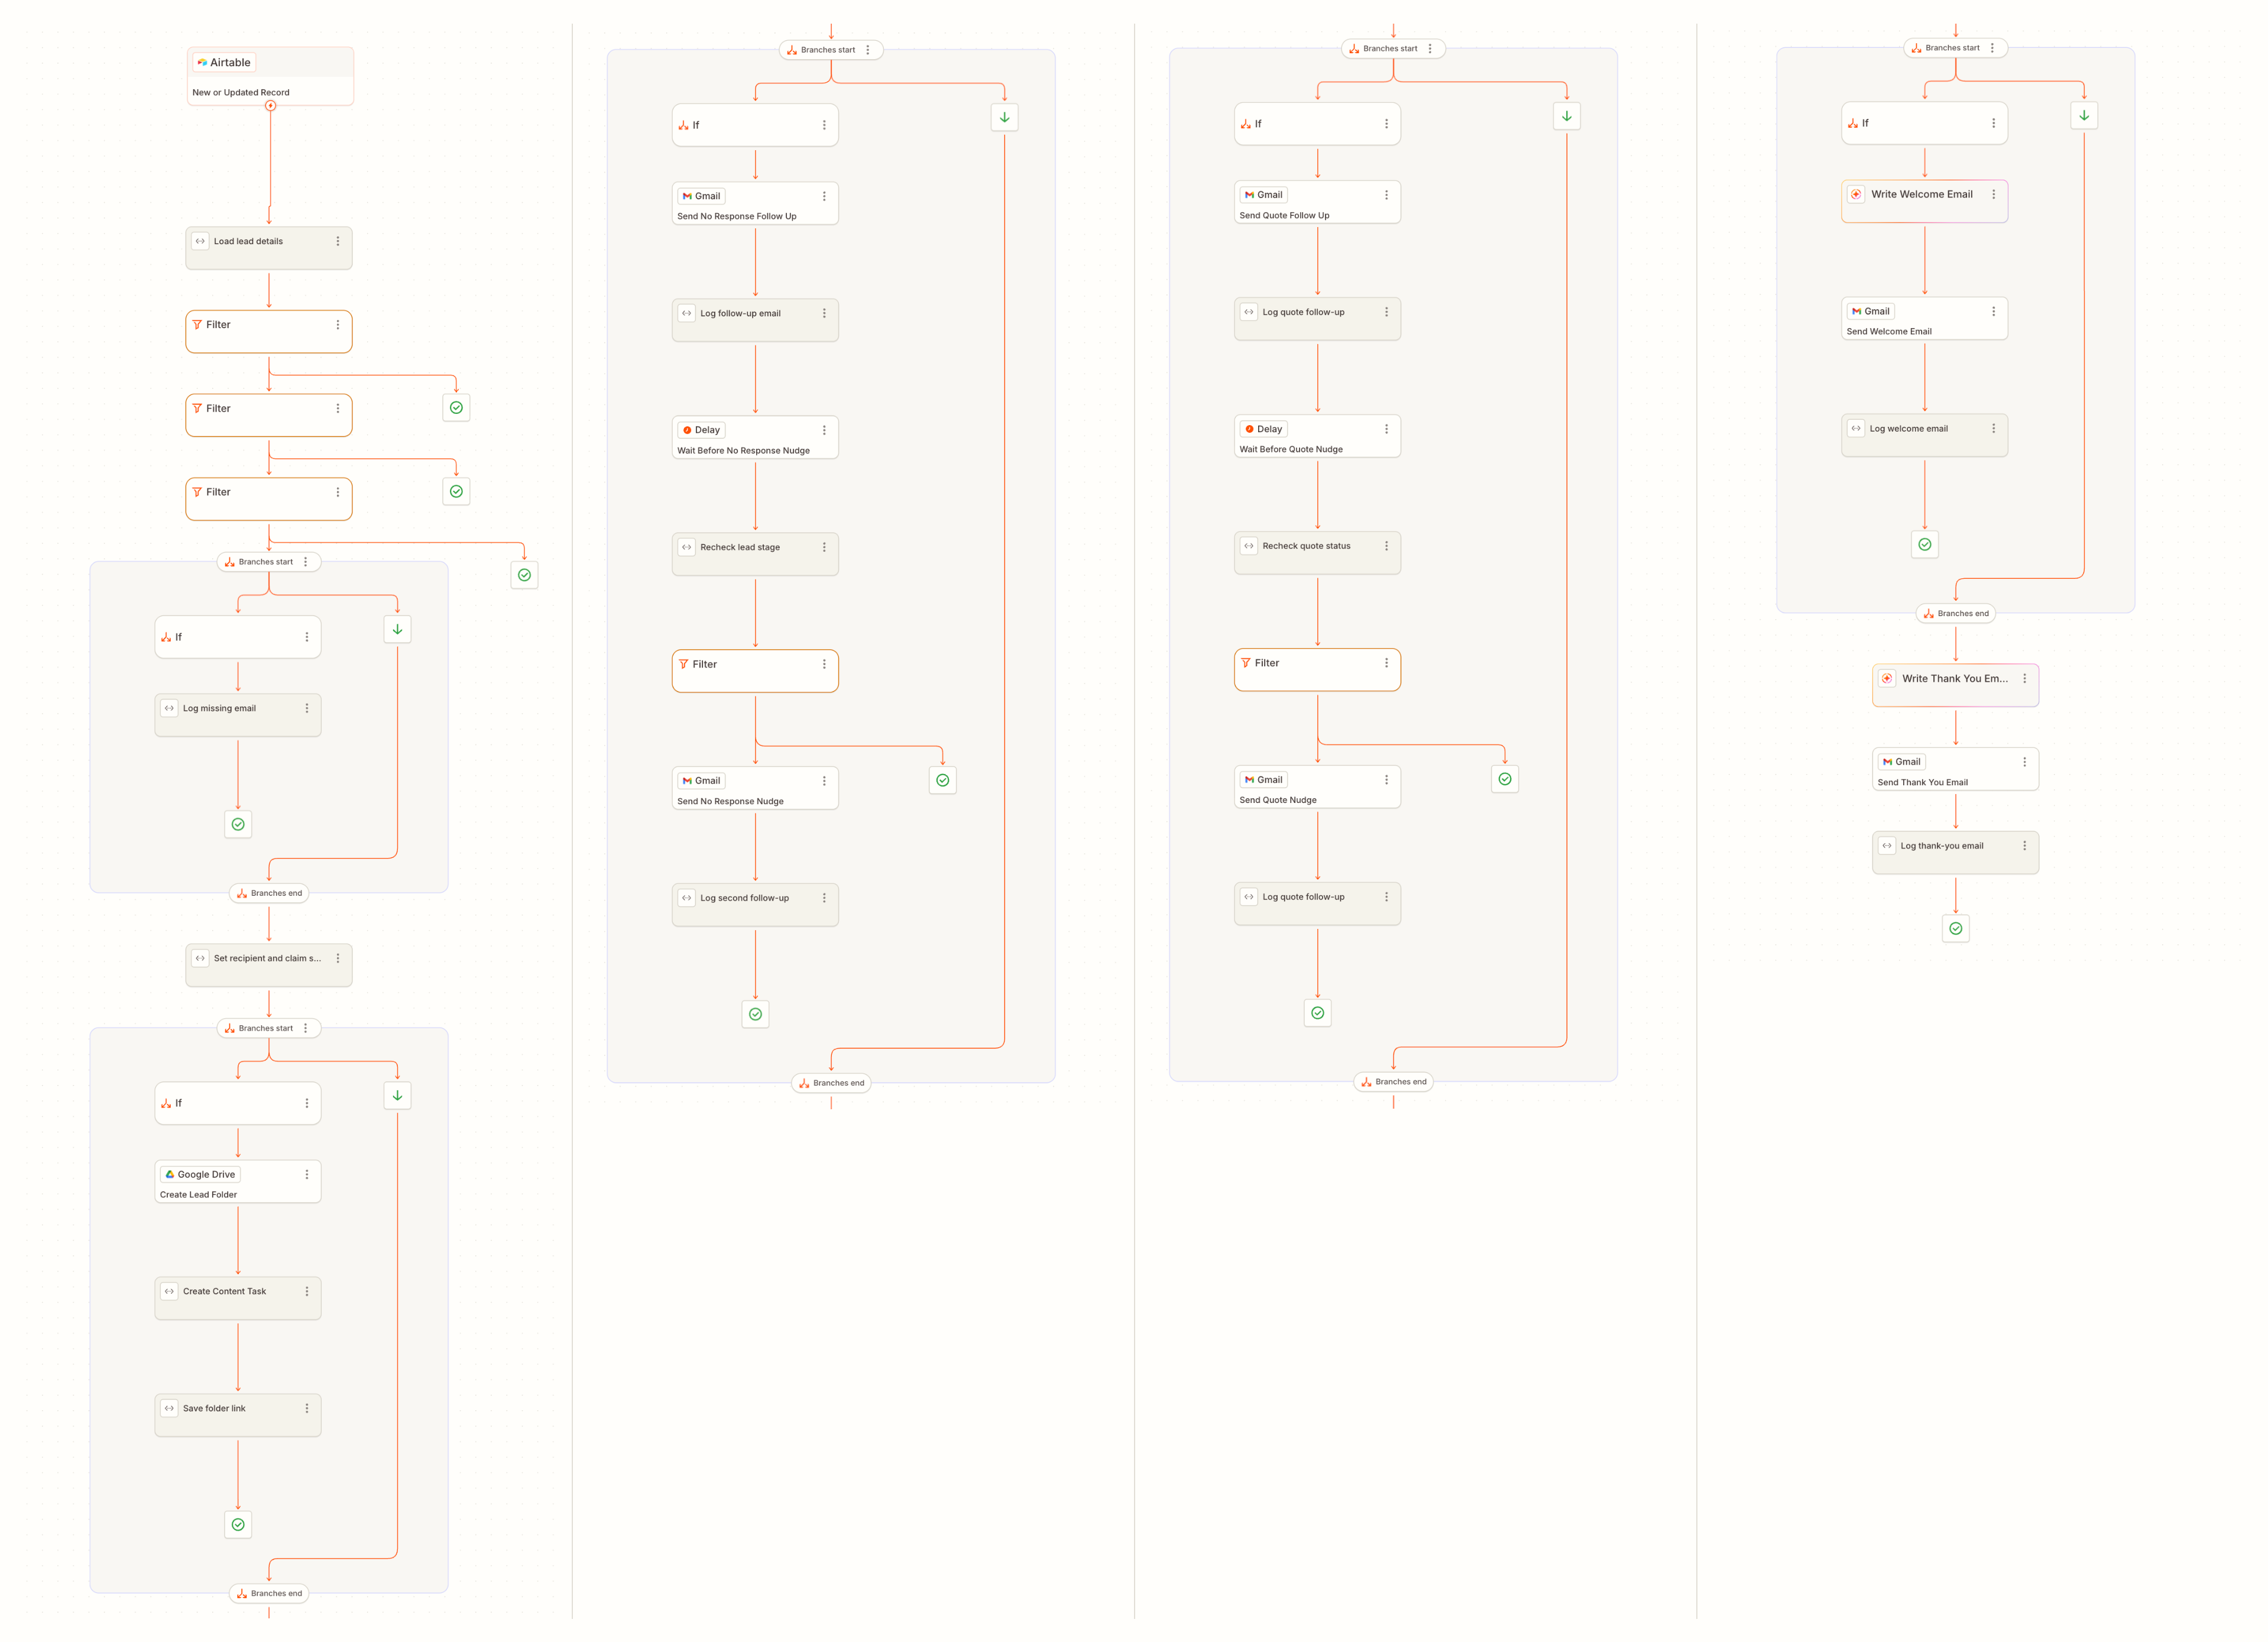 Airtable
New or Updated Record
Load lead details
Filter
Filter
Filter
Branches start
If
Log missing email
Branches end
Set recipient and claim s...
Branches start
If
Google Drive
Create Lead Folder
Create Content Task
Save folder link
Branches end
Branches start
If
Gmail
Send No Response Follow Up
Log follow-up email
Delay
Wait Before No Response Nudge
Recheck lead stage
Filter
Gmail
Send No Response Nudge
Log second follow-up
Branches end
Branches start
If
Gmail
Send Quote Follow Up
Log quote follow-up
Delay
Wait Before Quote Nudge
Recheck quote status
Filter
Gmail
Send Quote Nudge
Log quote follow-up
Branches end
Branches start
If
Write Welcome Email
Gmail
Send Welcome Email
Log welcome email
Branches end
Write Thank You Em...
Gmail
Send Thank You Email
Log thank-you email